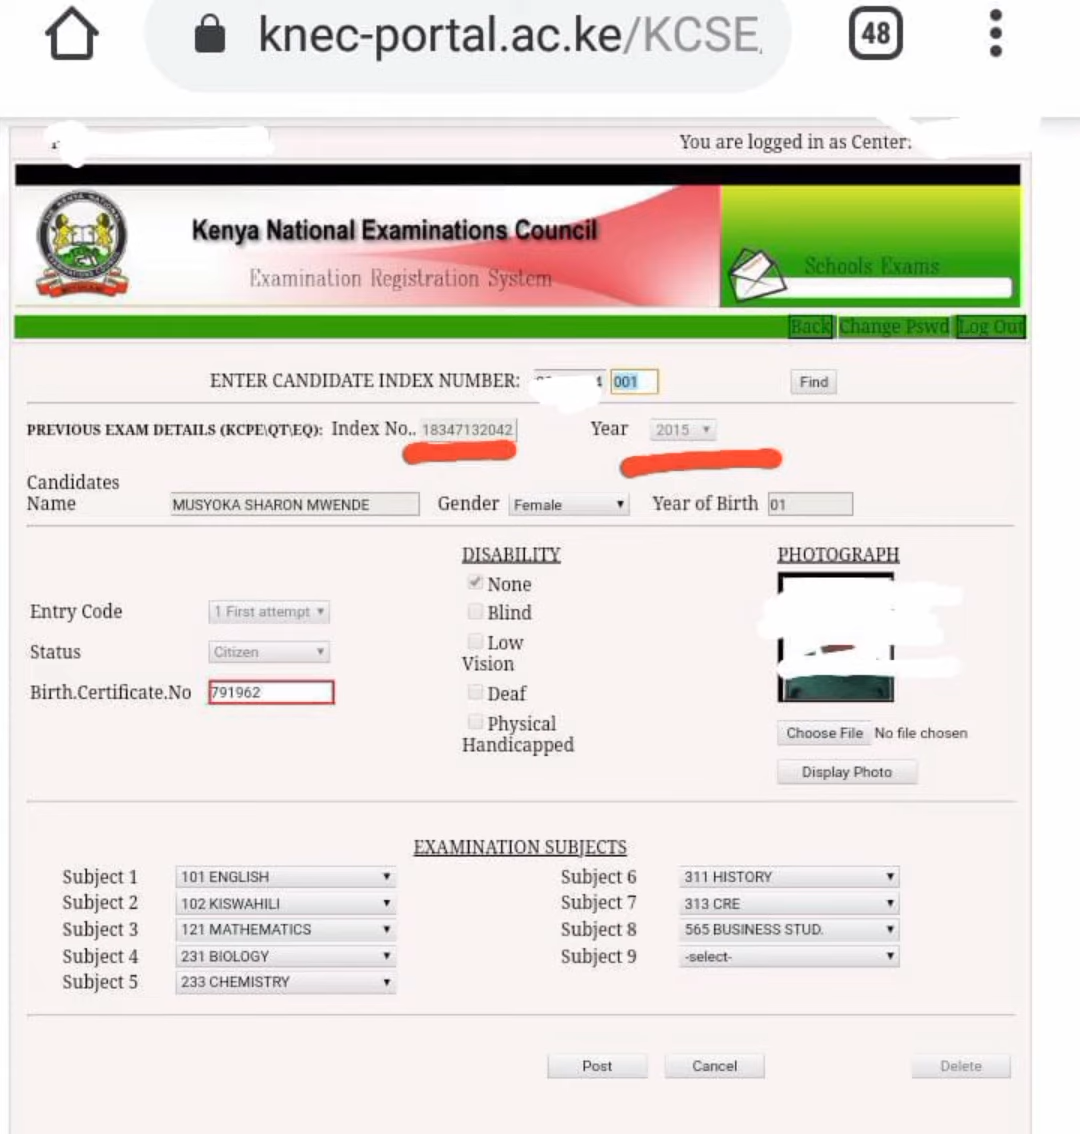 knec-portal.ac.ke/KCSE
48
You are logged in as Center:
Kenya National Examinations Council
Examination Registration System
Schools Exams
Back Change Pswd Log Out
ENTER CANDIDATE INDEX NUMBER: 001 Find
PREVIOUS EXAM DETAILS (KCPE\QT\EQ): Index No.. 18347132042 Year 2015
Candidates
Name MUSYOKA SHARON MWENDE Gender Female Year of Birth 01
DISABILITY PHOTOGRAPH
None
Entry Code 1 First attempt Blind
Status Citizen Low
Vision
Birth.Certificate.No 791962 Deaf
Physical
Handicapped
Choose File No file chosen
Display Photo
EXAMINATION SUBJECTS
Subject 1 101 ENGLISH Subject 6 311 HISTORY
Subject 2 102 KISWAHILI Subject 7 313 CRE
Subject 3 121 MATHEMATICS Subject 8 565 BUSINESS STUD.
Subject 4 231 BIOLOGY Subject 9 -select-
Subject 5 233 CHEMISTRY
Post Cancel Delete